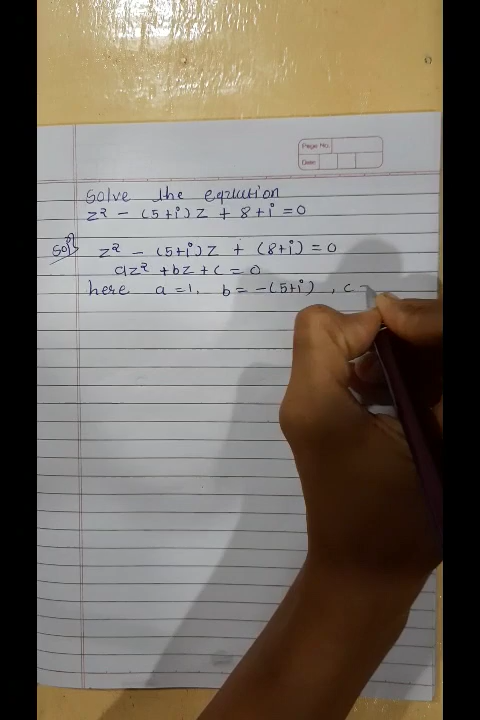 Page No:
Date:
Solve the equation
z² - (5+i)z + 8+i = 0
Sol:
z² - (5+i)z + (8+i) = 0
az² + bz + c = 0
here a = 1, b = -(5+i), c =